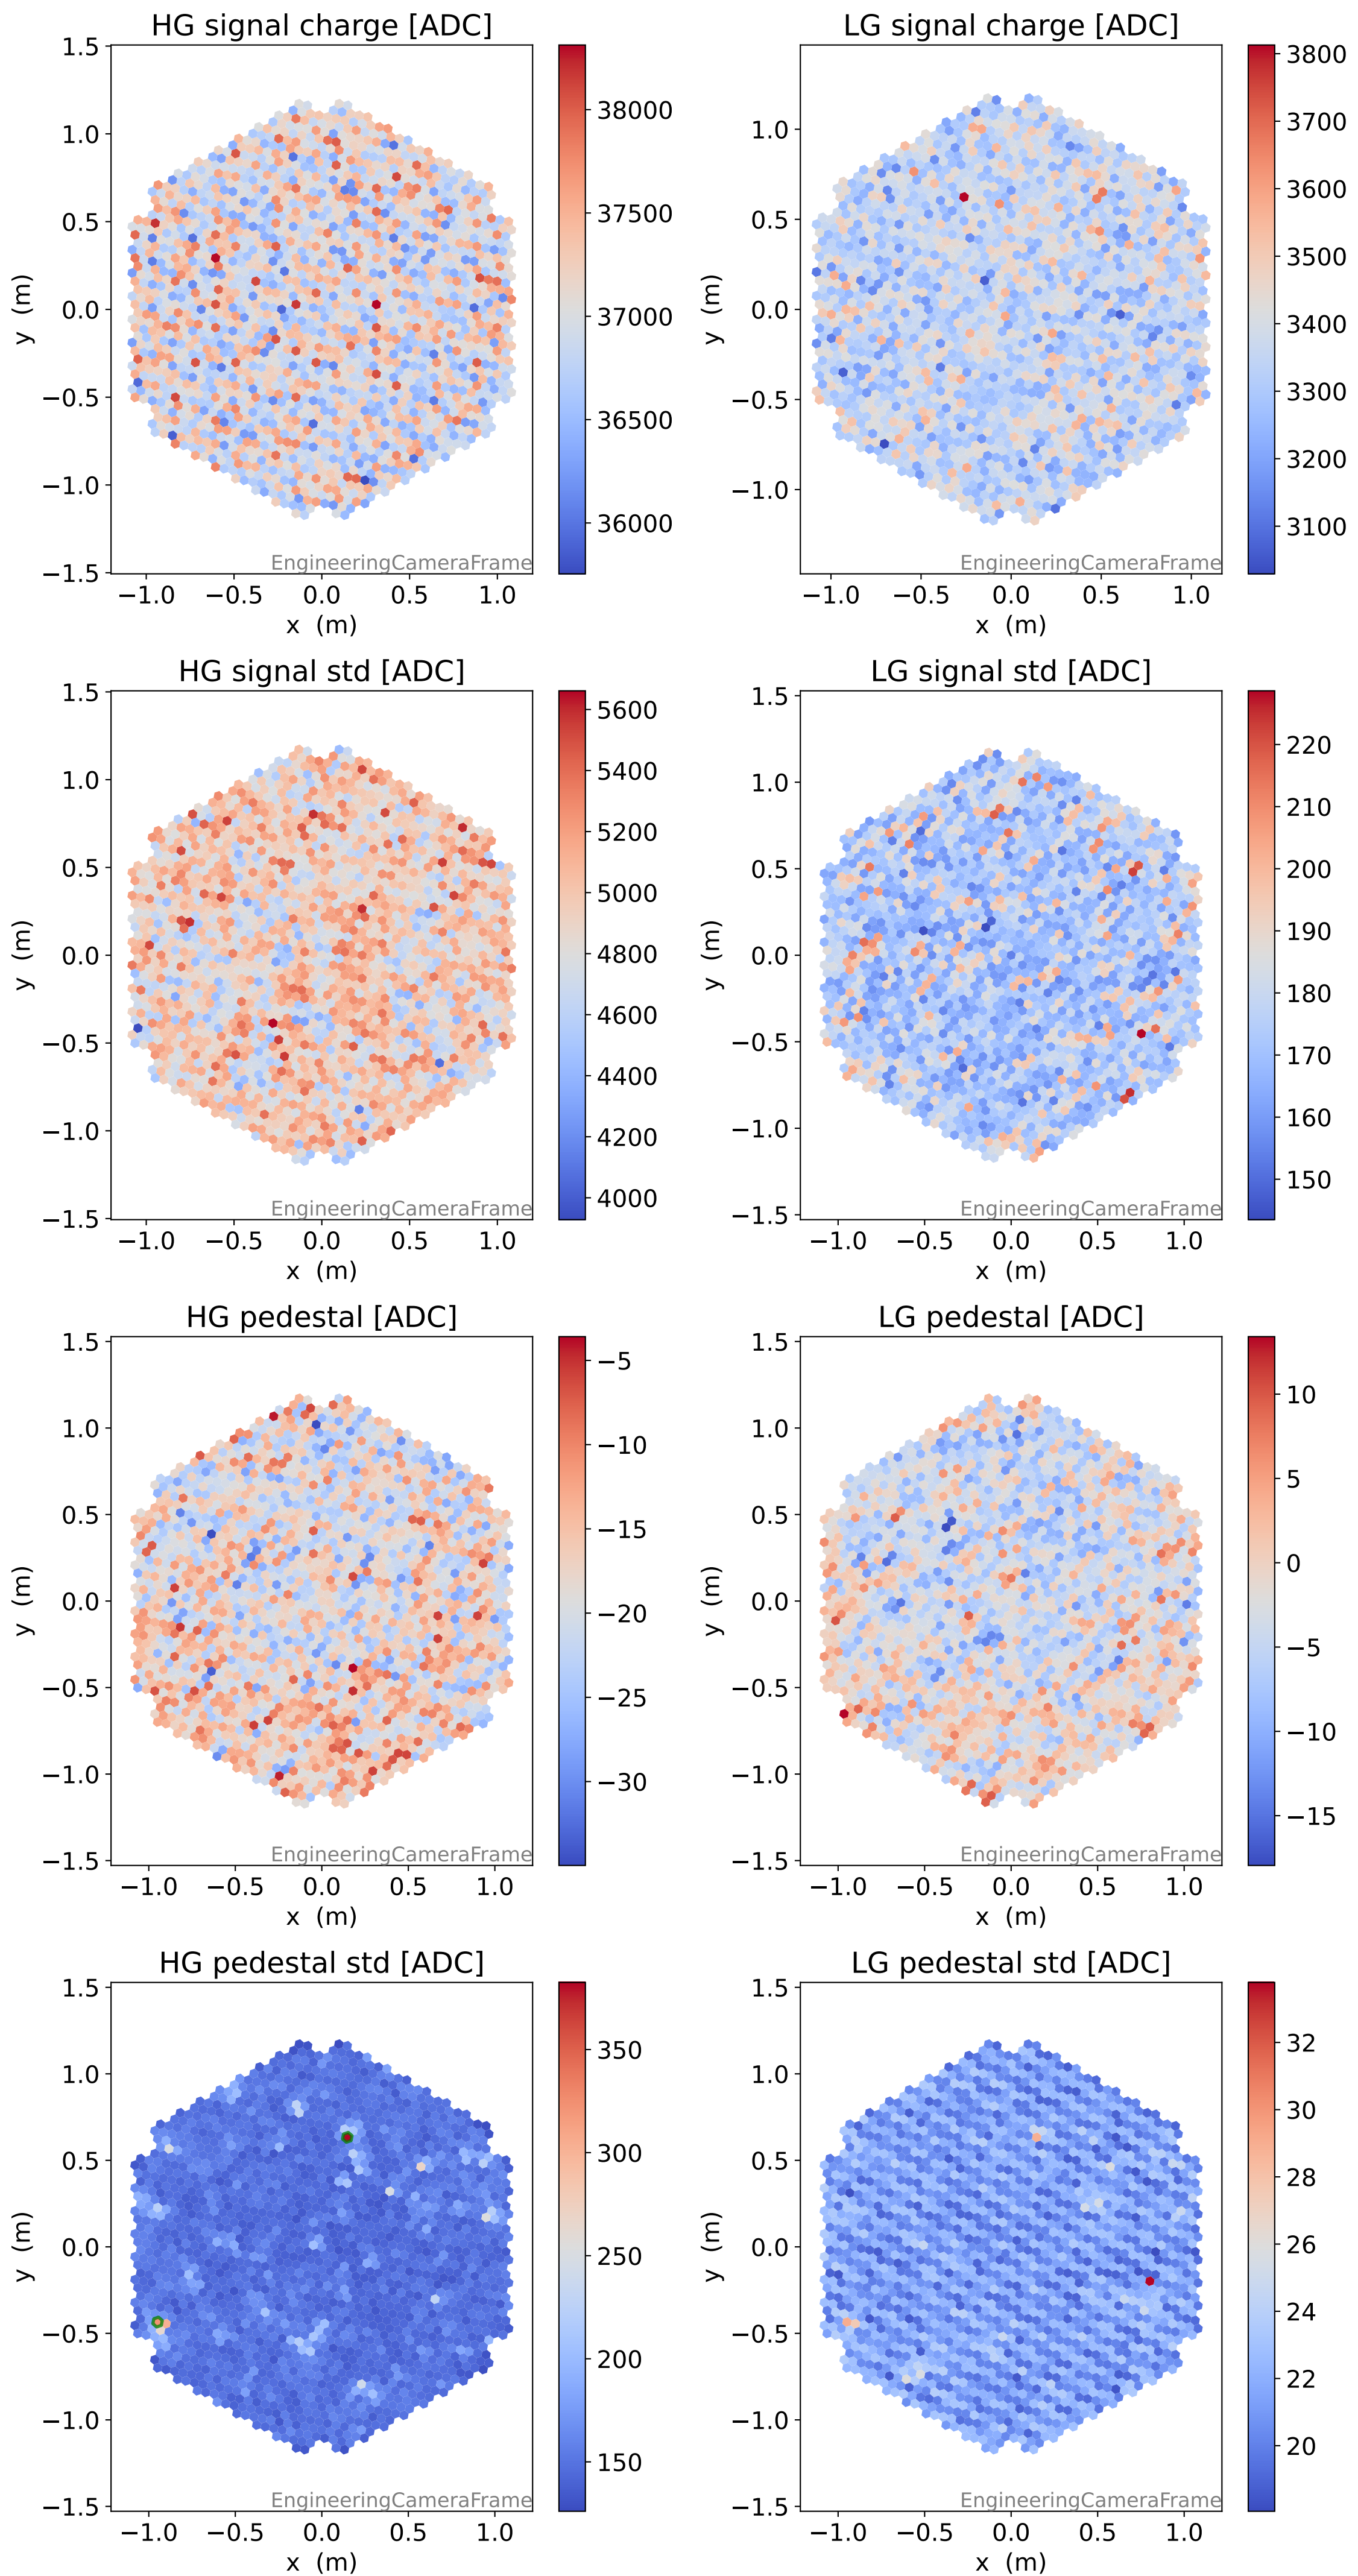 HG signal charge [ADC]
1.5
1.0
0.5
0.0
−0.5
−1.0
−1.5
y (m)
−1.0 −0.5 0.0 0.5 1.0
x (m)
EngineeringCameraFrame
38000
37500
37000
36500
36000
LG signal charge [ADC]
1.0
0.5
0.0
−0.5
−1.0
y (m)
−1.0 −0.5 0.0 0.5 1.0
x (m)
EngineeringCameraFrame
3800
3700
3600
3500
3400
3300
3200
3100
HG signal std [ADC]
1.5
1.0
0.5
0.0
−0.5
−1.0
−1.5
y (m)
−1.0 −0.5 0.0 0.5 1.0
x (m)
EngineeringCameraFrame
5600
5400
5200
5000
4800
4600
4400
4200
4000
LG signal std [ADC]
1.5
1.0
0.5
0.0
−0.5
−1.0
−1.5
y (m)
−1.0 −0.5 0.0 0.5 1.0
x (m)
EngineeringCameraFrame
220
210
200
190
180
170
160
150
HG pedestal [ADC]
1.5
1.0
0.5
0.0
−0.5
−1.0
−1.5
y (m)
−1.0 −0.5 0.0 0.5 1.0
x (m)
EngineeringCameraFrame
−5
−10
−15
−20
−25
−30
LG pedestal [ADC]
1.5
1.0
0.5
0.0
−0.5
−1.0
−1.5
y (m)
−1.0 −0.5 0.0 0.5 1.0
x (m)
EngineeringCameraFrame
10
5
0
−5
−10
−15
HG pedestal std [ADC]
1.5
1.0
0.5
0.0
−0.5
−1.0
−1.5
y (m)
−1.0 −0.5 0.0 0.5 1.0
x (m)
EngineeringCameraFrame
350
300
250
200
150
LG pedestal std [ADC]
1.5
1.0
0.5
0.0
−0.5
−1.0
−1.5
y (m)
−1.0 −0.5 0.0 0.5 1.0
x (m)
EngineeringCameraFrame
32
30
28
26
24
22
20